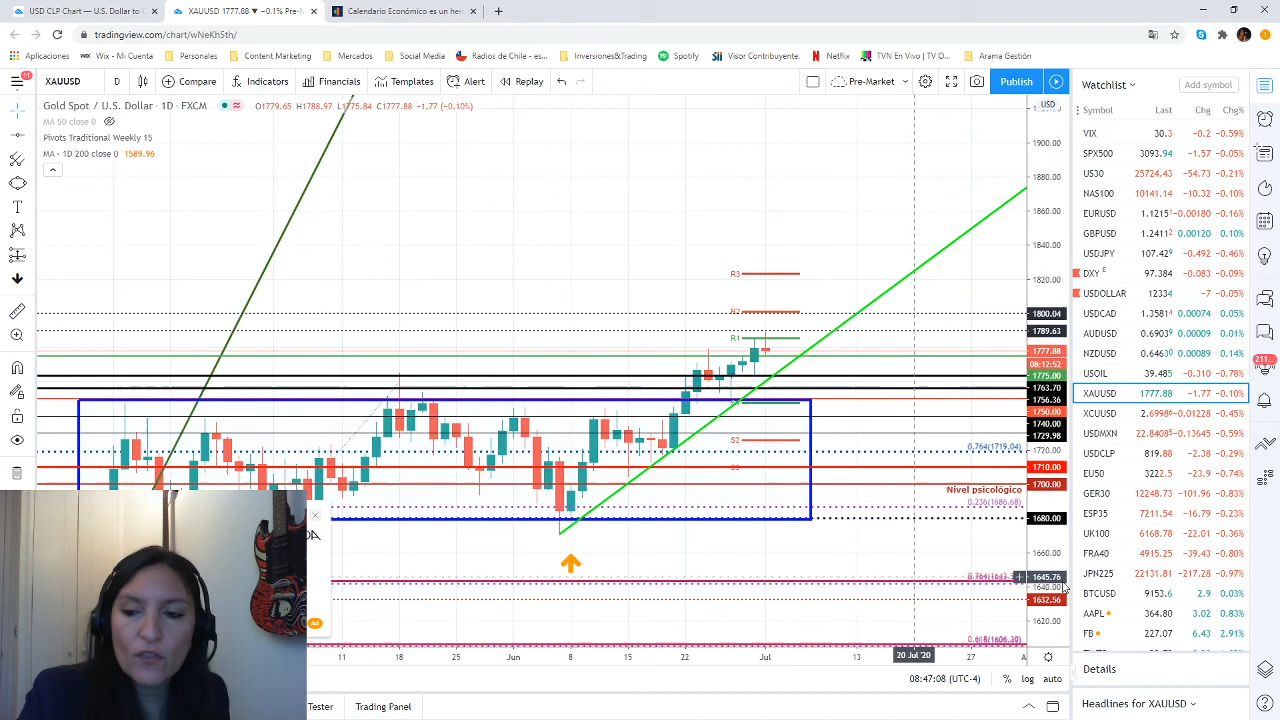 USD CLP Chart — U.S. Dollar to C
XAUUSD 1777.88 ▼ −0.1% Pre-M
Calendario Económico es un her
tradingview.com/chart/wNeKh5th/
Aplicaciones
Wix - Mi Cuenta
Personales
Content Marketing
Mercados
Social Media
Radios de Chile -...
Inversiones&Trading
Spotify
Visor Contribuyente.
Netflix
TVN En Vivo | TV O...
Arama Gestión
11
XAUUSD
D
Compare
Indicators
Financials
Templates
Alert
Replay
Pre-Market
Publish
Gold Spot / U.S. Dollar · 1D · FXCM
O1779.65 H1788.97 L1775.84 C1777.88 −1.77 (−0.10%)
MA 50 close 0
Pivots Traditional Weekly 15
MA · 1D 200 close 0 1589.96
USD
1900.00
1880.00
1860.00
1840.00
1820.00
1800.04
1789.63
1777.88
08:12:52
1775.00
1763.70
1756.36
1750.00
1740.00
1729.98
1720.00
1710.00
1700.00
1680.00
1660.00
1645.76
1640.00
1632.56
1620.00
R3
R2
R1
S2
0.764(1719.04)
Nivel psicológico
0.236(1686.68)
Ad
11
18
25
Jun
8
15
22
Jul
13
20 Jul '20
27
A
08:47:08 (UTC-4)
%
log
auto
Tester
Trading Panel
Watchlist
Add symbol
Symbol
Last
Chg
Chg%
VIX 30.3 −0.2 −0.59%
SPX500 3093.94 −1.57 −0.05%
US30 25724.43 −54.73 −0.21%
NAS100 10141.14 −10.32 −0.10%
EURUSD 1.1215¹ −0.00180 −0.16%
GBPUSD 1.2411² 0.00120 0.10%
USDJPY 107.42⁹ −0.492 −0.46%
DXY E 97.384 −0.083 −0.09%
USDOLLAR 12334 −7 −0.05%
USDCAD 1.3581⁴ 0.00074 0.05%
AUDUSD 0.6903⁹ 0.00009 0.01%
NZDUSD 0.6463⁰ 0.00089 0.14%
USOIL 39.485 −0.310 −0.78%
XAUUSD 1777.88 −1.77 −0.10%
XCUUSD 2.6998⁶ −0.01228 −0.45%
USDMXN 22.8408⁵ −0.13645 −0.59%
USDCLP 819.88 −2.38 −0.29%
EU50 3222.5 −23.9 −0.74%
GER30 12248.73 −101.96 −0.83%
ESP35 7211.54 −16.79 −0.23%
UK100 6168.78 −22.01 −0.36%
FRA40 4915.25 −39.43 −0.80%
JPN225 22131.81 −217.28 −0.97%
BTCUSD 9153.6 2.9 0.03%
AAPL 364.80 3.02 0.83%
FB 227.07 6.43 2.91%
Details
Headlines for XAUUSD
211...